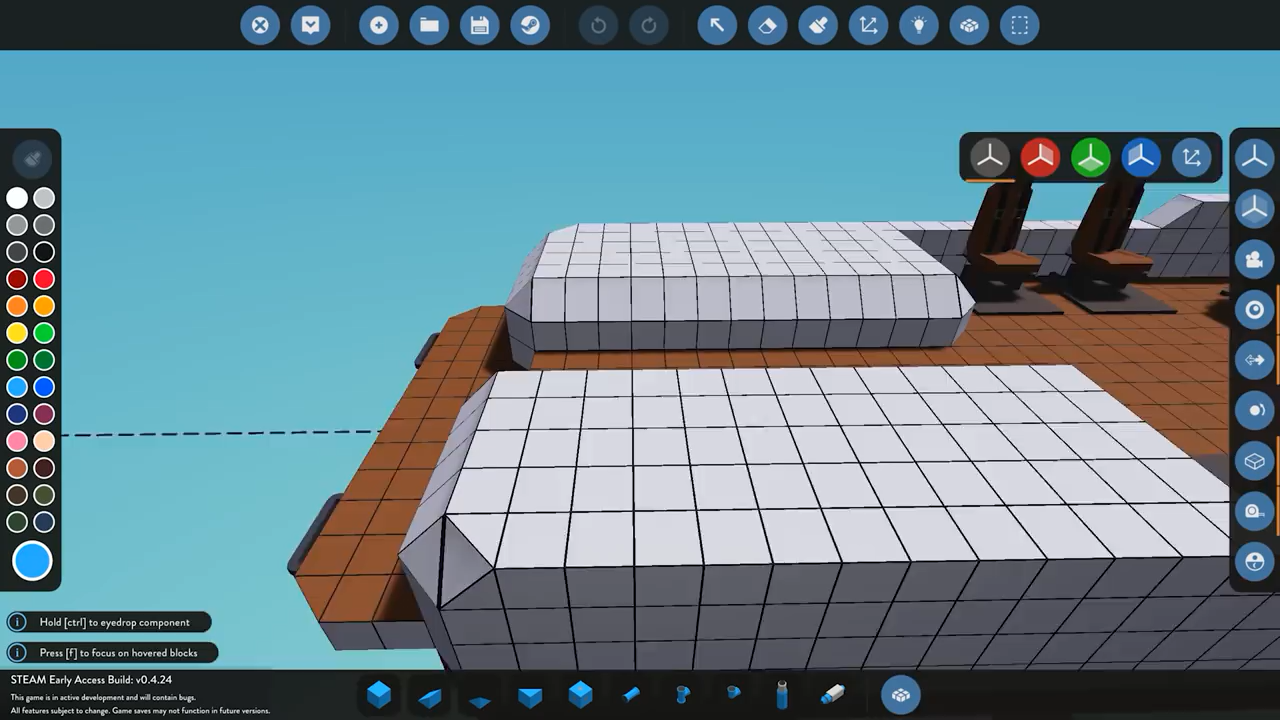 Hold [ctrl] to eyedrop component
Press [f] to focus on hovered blocks
STEAM Early Access Build: v0.4.24
This game is in active development and will contain bugs.
All features subject to change. Game saves may not function in future versions.